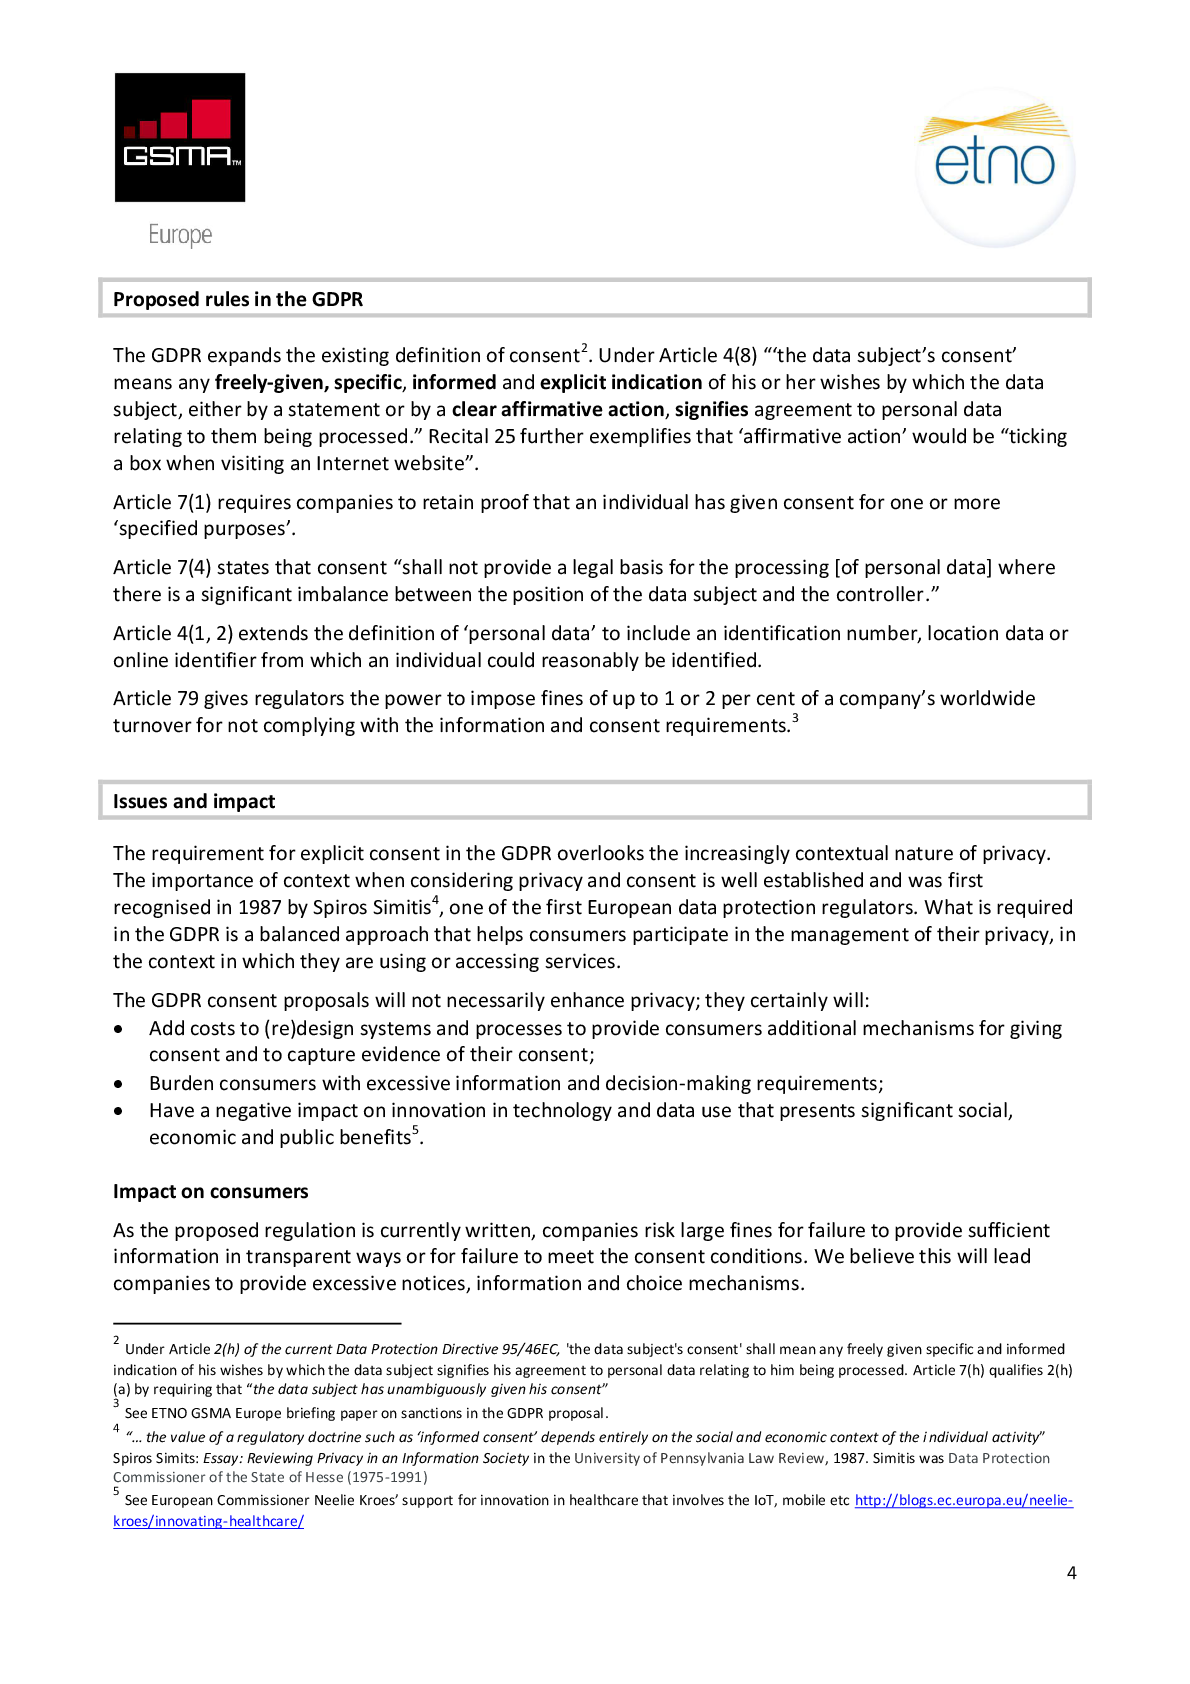 GSMA™
Europe
etno
Proposed rules in the GDPR
The GDPR expands the existing definition of consent2. Under Article 4(8) “‘the data subject’s consent’
means any freely-given, specific, informed and explicit indication of his or her wishes by which the data
subject, either by a statement or by a clear affirmative action, signifies agreement to personal data
relating to them being processed.” Recital 25 further exemplifies that ‘affirmative action’ would be “ticking
a box when visiting an Internet website”.
Article 7(1) requires companies to retain proof that an individual has given consent for one or more
‘specified purposes’.
Article 7(4) states that consent “shall not provide a legal basis for the processing [of personal data] where
there is a significant imbalance between the position of the data subject and the controller.”
Article 4(1, 2) extends the definition of ‘personal data’ to include an identification number, location data or
online identifier from which an individual could reasonably be identified.
Article 79 gives regulators the power to impose fines of up to 1 or 2 per cent of a company’s worldwide
turnover for not complying with the information and consent requirements.3
Issues and impact
The requirement for explicit consent in the GDPR overlooks the increasingly contextual nature of privacy.
The importance of context when considering privacy and consent is well established and was first
recognised in 1987 by Spiros Simitis4, one of the first European data protection regulators. What is required
in the GDPR is a balanced approach that helps consumers participate in the management of their privacy, in
the context in which they are using or accessing services.
The GDPR consent proposals will not necessarily enhance privacy; they certainly will:
• Add costs to (re)design systems and processes to provide consumers additional mechanisms for giving
consent and to capture evidence of their consent;
• Burden consumers with excessive information and decision-making requirements;
• Have a negative impact on innovation in technology and data use that presents significant social,
economic and public benefits5.
Impact on consumers
As the proposed regulation is currently written, companies risk large fines for failure to provide sufficient
information in transparent ways or for failure to meet the consent conditions. We believe this will lead
companies to provide excessive notices, information and choice mechanisms.
2 Under Article 2(h) of the current Data Protection Directive 95/46EC, 'the data subject's consent' shall mean any freely given specific and informed
indication of his wishes by which the data subject signifies his agreement to personal data relating to him being processed. Article 7(h) qualifies 2(h)
(a) by requiring that “the data subject has unambiguously given his consent”
3 See ETNO GSMA Europe briefing paper on sanctions in the GDPR proposal.
4 “… the value of a regulatory doctrine such as ‘informed consent’ depends entirely on the social and economic context of the individual activity”
Spiros Simits: Essay: Reviewing Privacy in an Information Society in the University of Pennsylvania Law Review, 1987. Simitis was Data Protection
Commissioner of the State of Hesse (1975-1991)
5 See European Commissioner Neelie Kroes’ support for innovation in healthcare that involves the IoT, mobile etc http://blogs.ec.europa.eu/neelie-
kroes/innovating-healthcare/
4